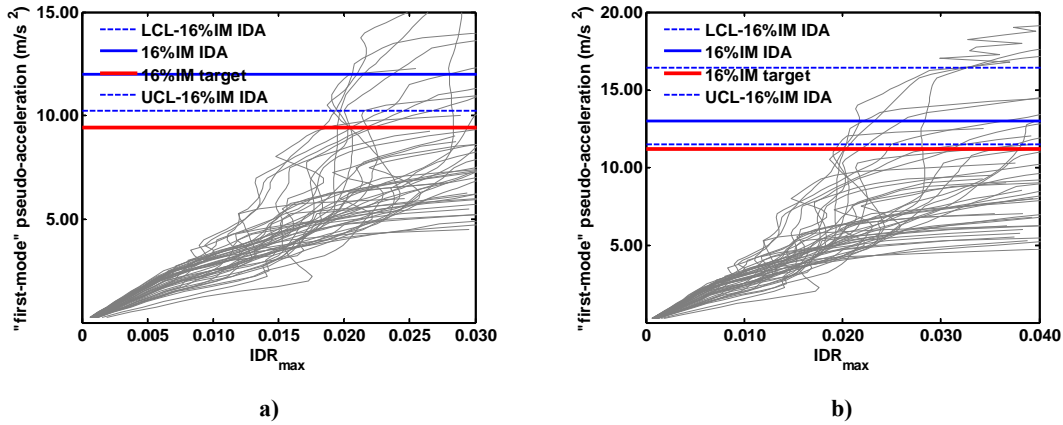 15.00
LCL-16%IM IDA
16%IM IDA
16%IM target
UCL-16%IM IDA
10.00
5.00
"first-mode" pseudo-acceleration (m/s 2)
0 0.005 0.010 0.015 0.020 0.025 0.030
IDRmax
a)
20.00
LCL-16%IM IDA
16%IM IDA
16%IM target
UCL-16%IM IDA
15.00
10.00
5.00
"first-mode" pseudo-acceleration (m/s 2)
0 0.010 0.020 0.030 0.040
IDRmax
b)